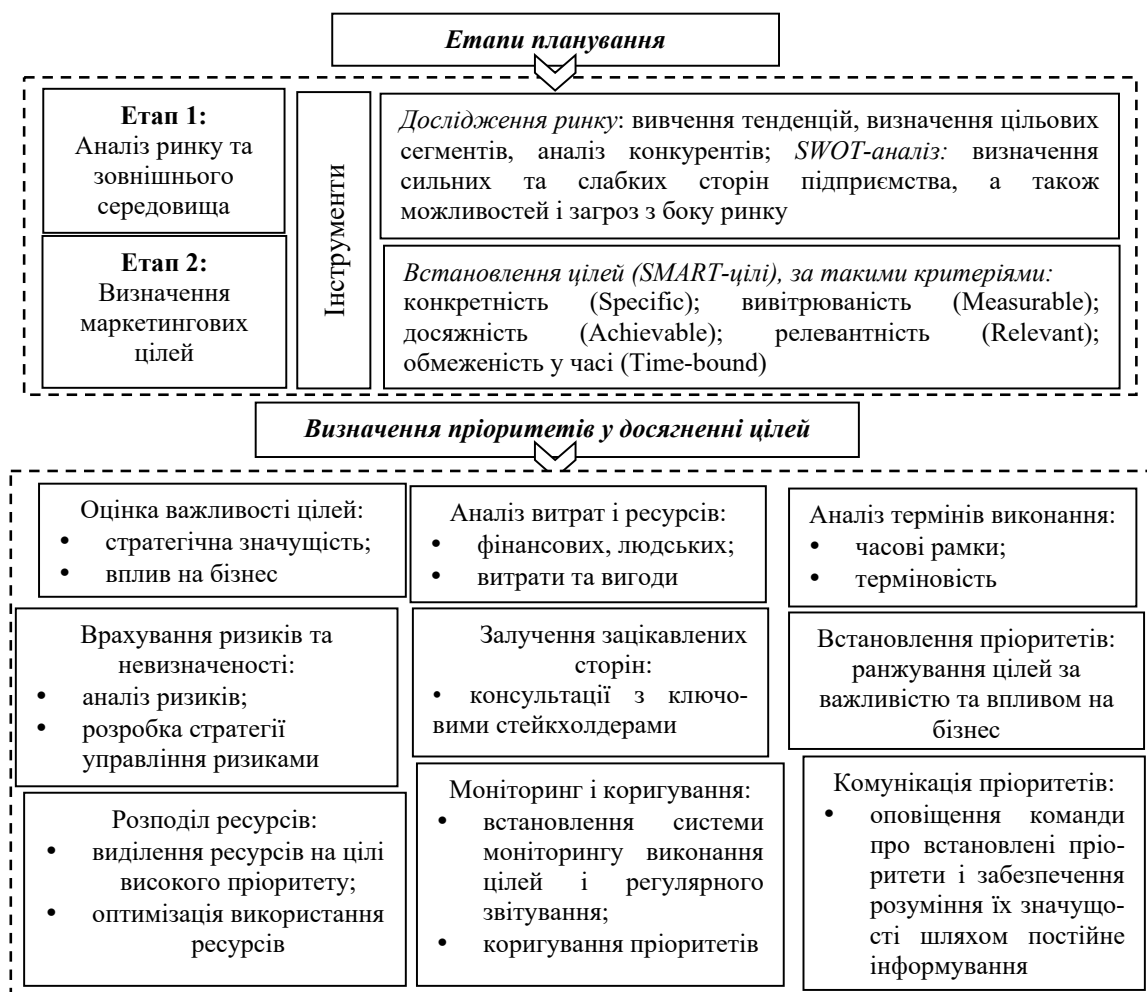 Етапи планування
Етап 1:
Аналіз ринку та
зовнішнього
середовища
Етап 2:
Визначення
маркетингових
цілей
Інструменти
Дослідження ринку: вивчення тенденцій, визначення цільових
сегментів, аналіз конкурентів; SWOT-аналіз: визначення
сильних та слабких сторін підприємства, а також
можливостей і загроз з боку ринку
Встановлення цілей (SMART-цілі), за такими критеріями:
конкретність (Specific); вивітрюваність (Measurable);
досяжність (Achievable); релевантність (Relevant);
обмеженість у часі (Time-bound)
Визначення пріоритетів у досягненні цілей
Оцінка важливості цілей:
• стратегічна значущість;
• вплив на бізнес
Аналіз витрат і ресурсів:
• фінансових, людських;
• витрати та вигоди
Аналіз термінів виконання:
• часові рамки;
• терміновість
Врахування ризиків та
невизначеності:
• аналіз ризиків;
• розробка стратегії
управління ризиками
Залучення зацікавлених
сторін:
• консультації з ключо-
вими стейкхолдерами
Встановлення пріоритетів:
ранжування цілей за
важливістю та впливом на
бізнес
Розподіл ресурсів:
• виділення ресурсів на цілі
високого пріоритету;
• оптимізація використання
ресурсів
Моніторинг і коригування:
• встановлення системи
моніторингу виконання
цілей і регулярного
звітування;
• коригування пріоритетів
Комунікація пріоритетів:
• оповіщення команди
про встановлені пріо-
ритети і забезпечення
розуміння їх значущо-
сті шляхом постійне
інформування